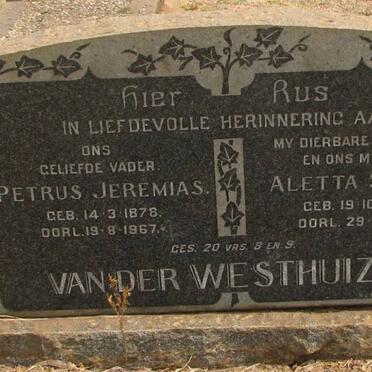 Hier Rus
IN LIEFDEVOLLE HERINNERING AA
ONS
GELIEFDE VADER.
PETRUS JEREMIAS.
GEB. 14·3·1878.
OORL. 19·8·1967.
MY DIERBARE
EN ONS M
ALETTA S
GEB. 19·10
OORL. 29·
GES. 20 VRS. 8 EN 9.
VAN DER WESTHUIZ